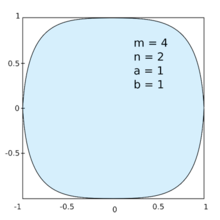 1
m = 4
n = 2
a = 1
b = 1
0.5
0
-0.5
-1 -0.5 0 0.5 1